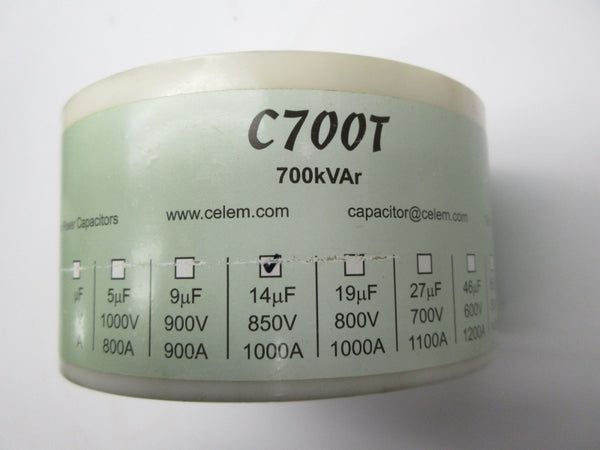 C700T
700kVAr
Power Capacitors www.celem.com capacitor@celem.com
µF 5µF 9µF 14µF 19µF 27µF 46µF
V 1000V 900V 850V 800V 700V 600V
A 800A 900A 1000A 1000A 1100A 1200A